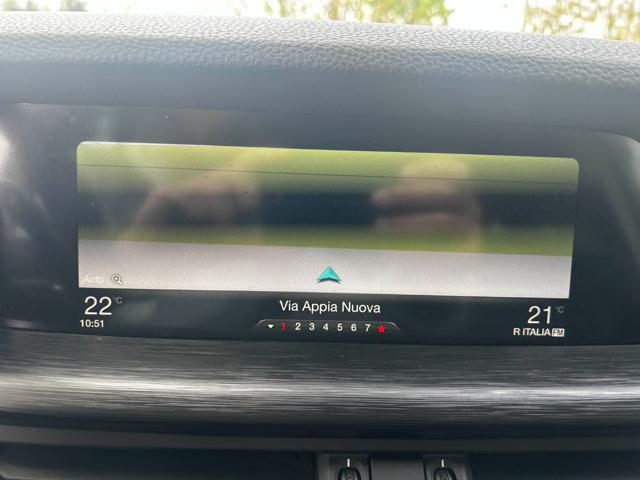 Auto
22°C
10:51
Via Appia Nuova
1 2 3 4 5 6 7
21°C
R ITALIA FM